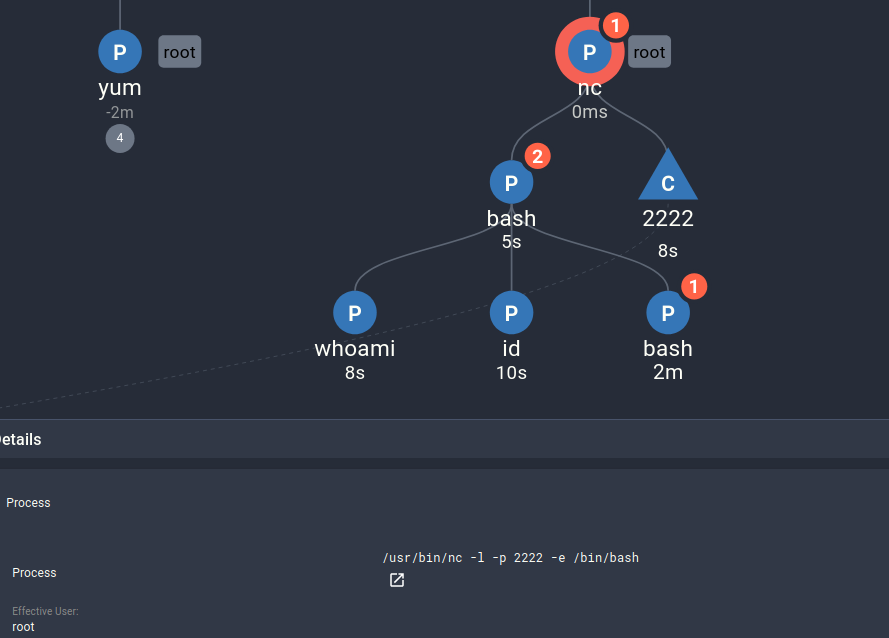 1
P
root
P
root
yum
nc
-2m
0ms
4
2
P
C
bash
2222
5s
8s
1
P
P
P
whoami
id
bash
8s
10s
2m
Details
Process
/usr/bin/nc -l -p 2222 -e /bin/bash
Process
Effective User:
root